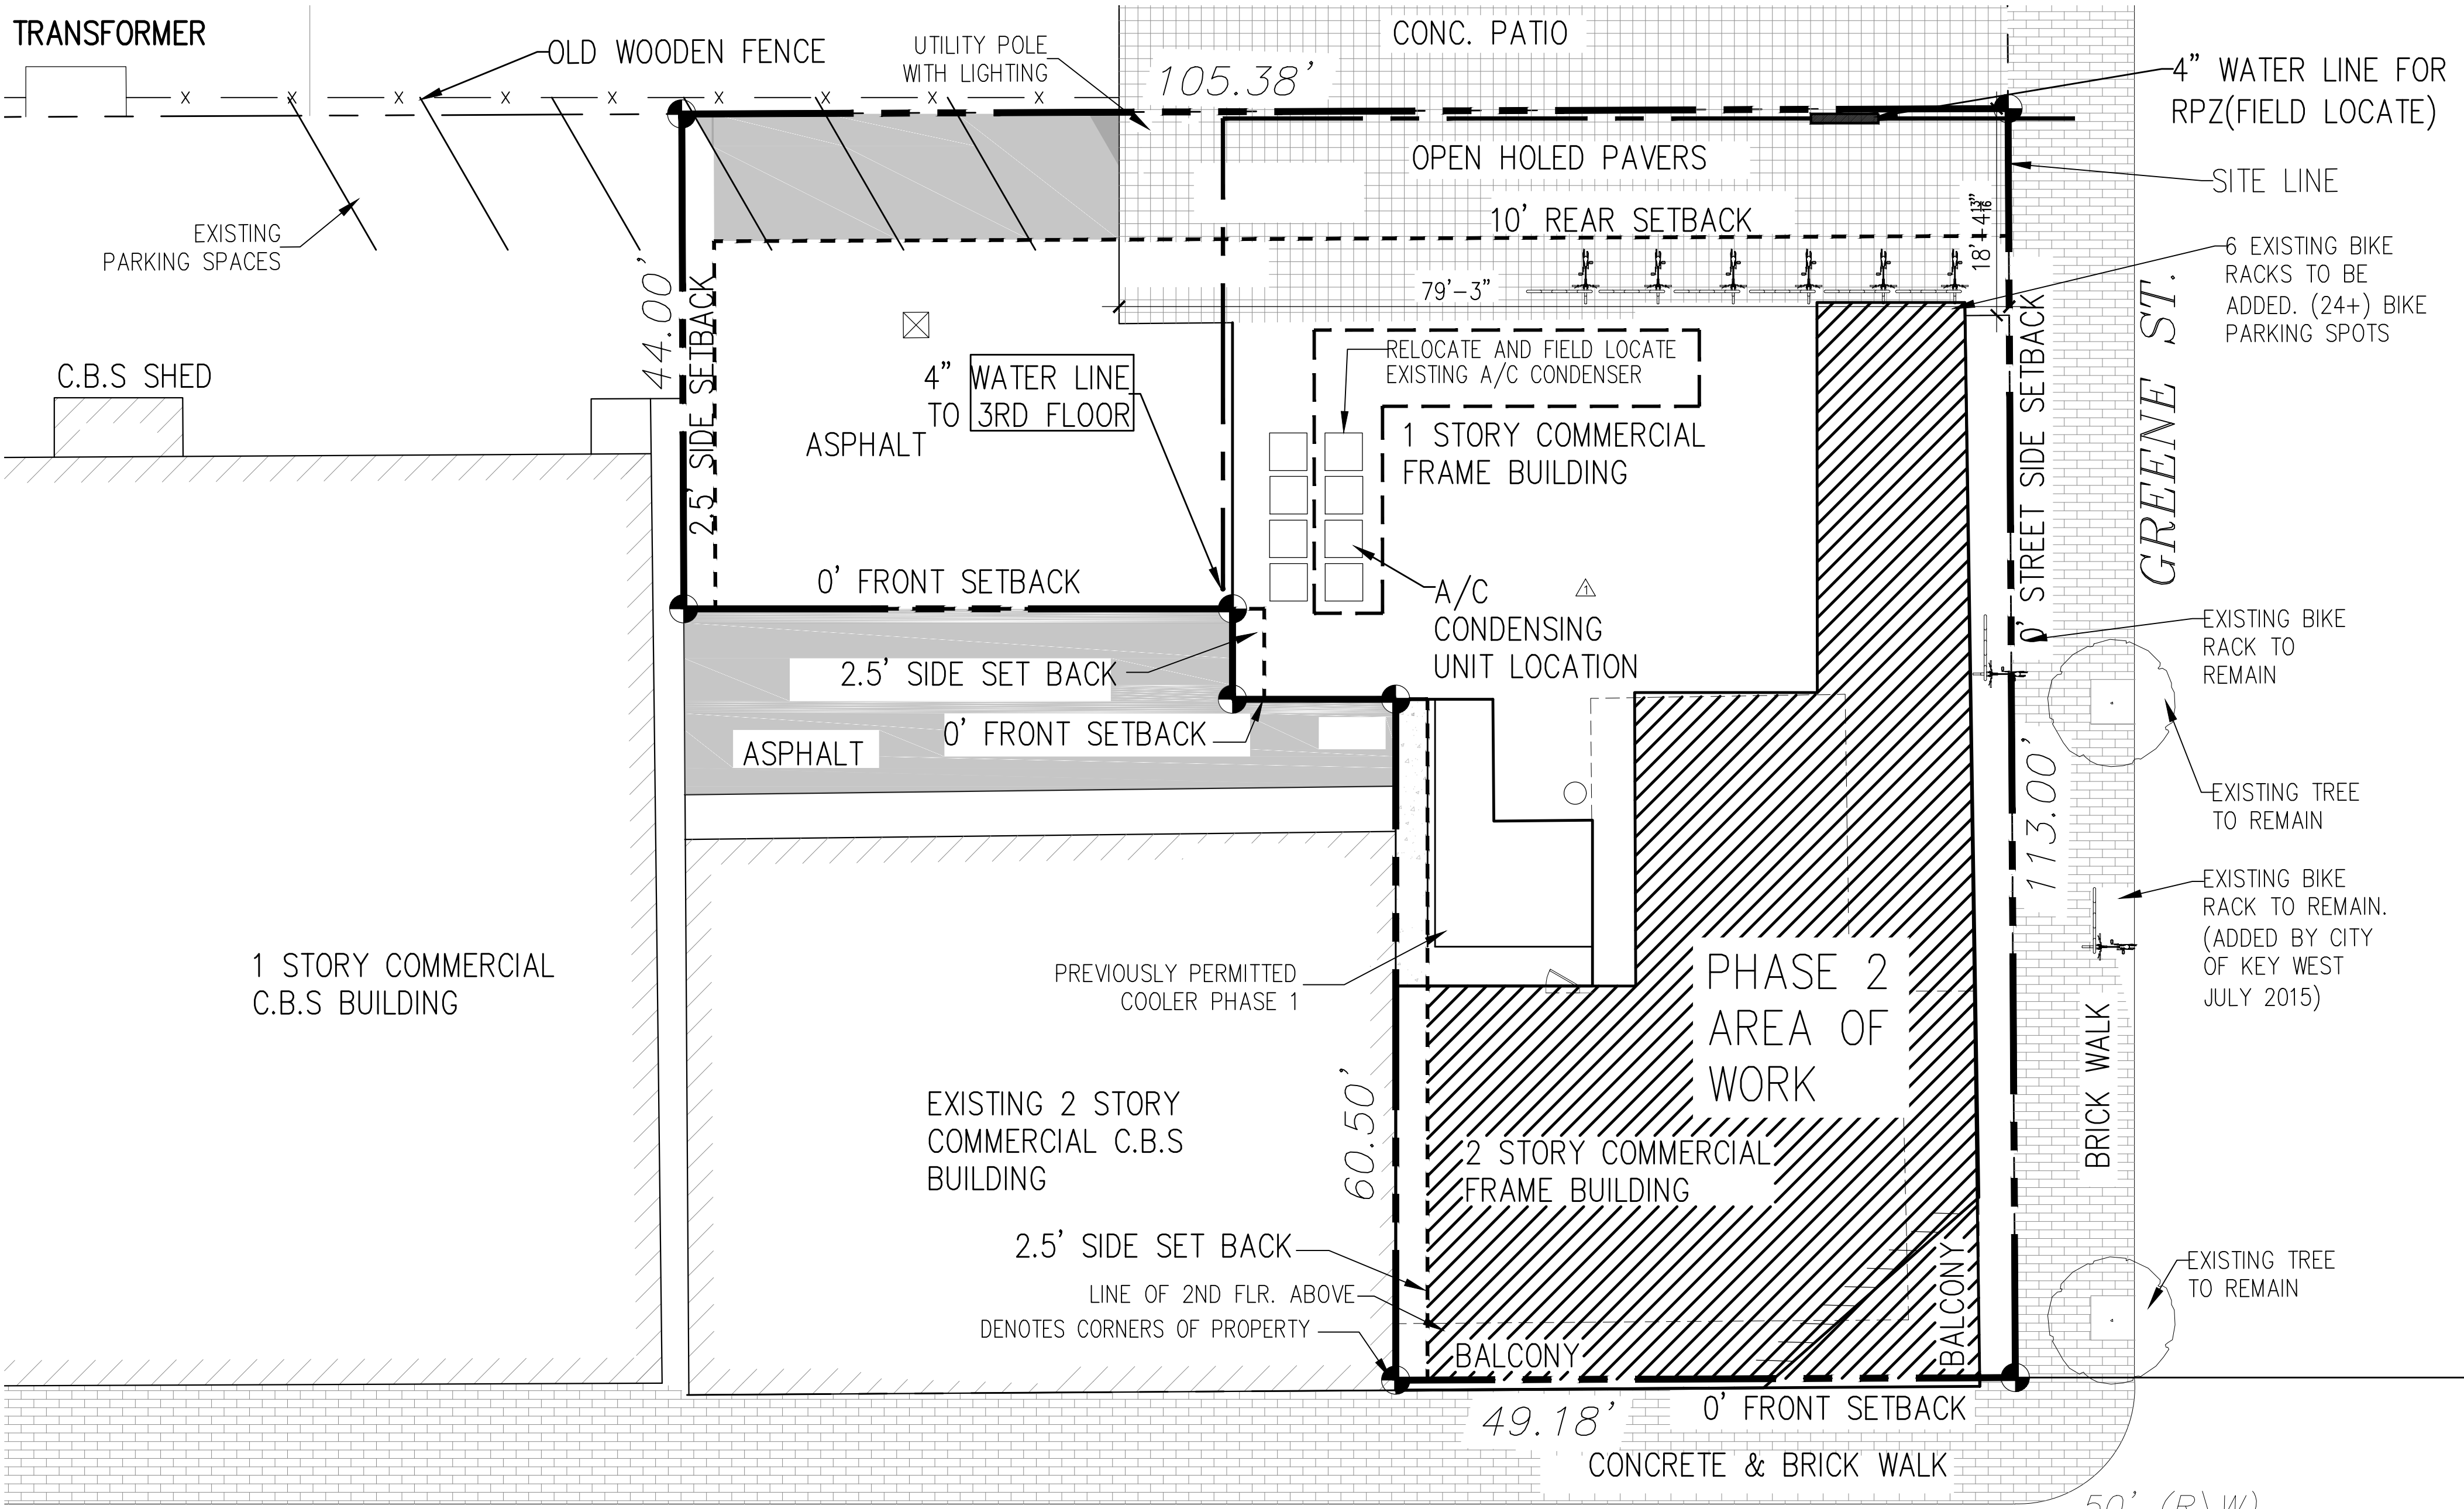 TRANSFORMER
OLD WOODEN FENCE
UTILITY POLE
WITH LIGHTING
CONC. PATIO
105.38'
4" WATER LINE FOR
RPZ(FIELD LOCATE)
X X X X X X X X X
OPEN HOLED PAVERS
SITE LINE
10' REAR SETBACK
18'-4 13/16"
EXISTING
PARKING SPACES
6 EXISTING BIKE
RACKS TO BE
ADDED. (24+) BIKE
PARKING SPOTS
79'-3"
44.00'
2.5' SIDE SETBACK
C.B.S SHED
4" WATER LINE
TO 3RD FLOOR
RELOCATE AND FIELD LOCATE
EXISTING A/C CONDENSER
ASPHALT
1 STORY COMMERCIAL
FRAME BUILDING
0' STREET SIDE SETBACK
GREENE ST.
0' FRONT SETBACK
A/C
CONDENSING
UNIT LOCATION
1
EXISTING BIKE
RACK TO
REMAIN
2.5' SIDE SET BACK
0' FRONT SETBACK
ASPHALT
EXISTING TREE
TO REMAIN
113.00'
EXISTING BIKE
RACK TO REMAIN.
(ADDED BY CITY
OF KEY WEST
JULY 2015)
1 STORY COMMERCIAL
C.B.S BUILDING
PREVIOUSLY PERMITTED
COOLER PHASE 1
PHASE 2
AREA OF
WORK
BRICK WALK
EXISTING 2 STORY
COMMERCIAL C.B.S
BUILDING
60.50'
2 STORY COMMERCIAL
FRAME BUILDING
2.5' SIDE SET BACK
LINE OF 2ND FLR. ABOVE
DENOTES CORNERS OF PROPERTY
BALCONY
BALCONY
EXISTING TREE
TO REMAIN
49.18'
0' FRONT SETBACK
CONCRETE & BRICK WALK
50' (R\W)